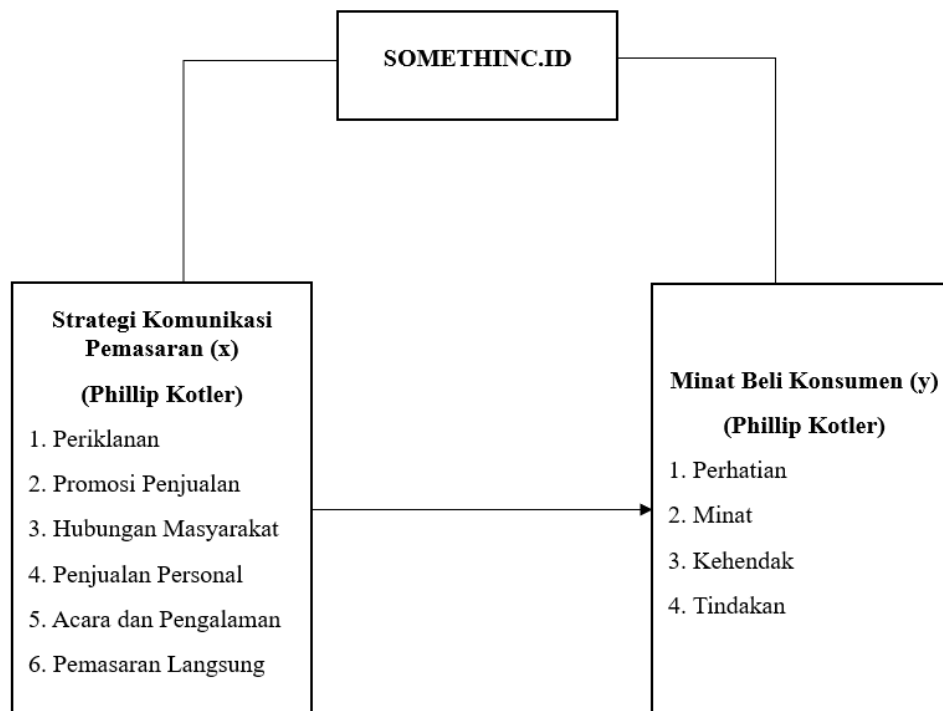 SOMETHINC.ID
Strategi Komunikasi
Pemasaran (x)
(Phillip Kotler)
1. Periklanan
2. Promosi Penjualan
3. Hubungan Masyarakat
4. Penjualan Personal
5. Acara dan Pengalaman
6. Pemasaran Langsung
Minat Beli Konsumen (y)
(Phillip Kotler)
1. Perhatian
2. Minat
3. Kehendak
4. Tindakan